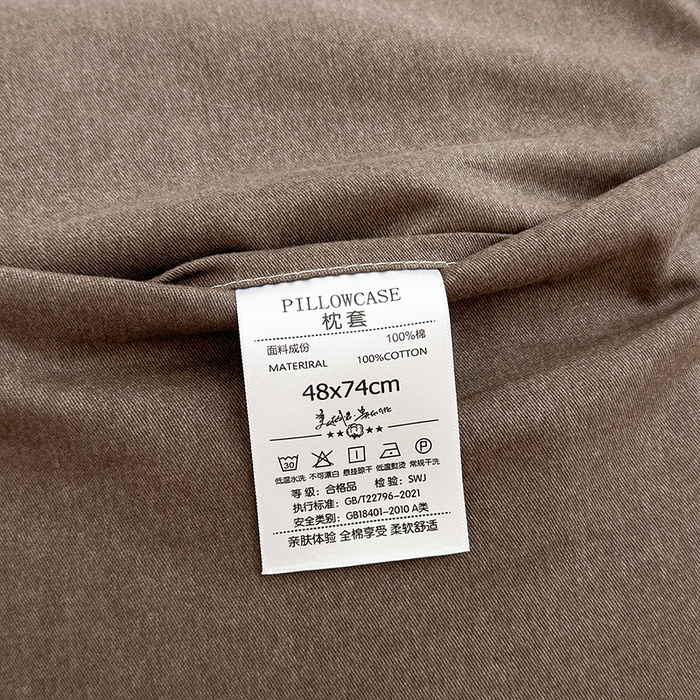 PILLOWCASE
枕套
面料成份 100%棉
MATERIRAL 100%COTTON
48x74cm
30 P
低温水洗 不可漂白 悬挂晾干 低温熨烫 常规干洗
等 级：合格品 检 验：SWJ
执行标准：GB/T22796-2021
安全类别：GB18401-2010 A类
亲肤体验 全棉享受 柔软舒适